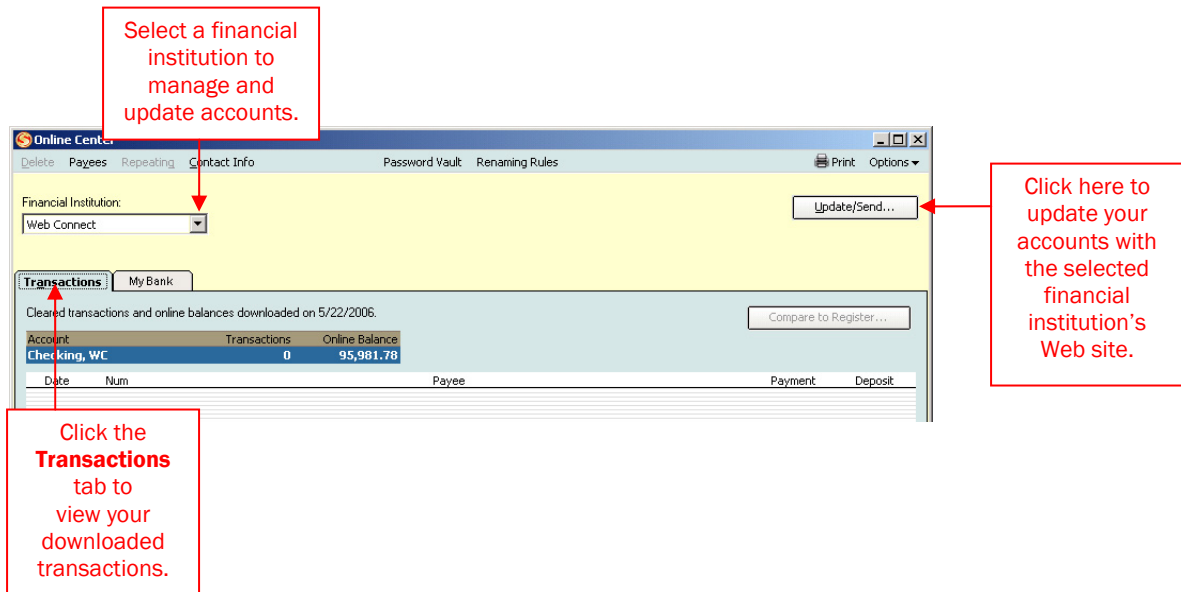 Select a financial
institution to
manage and
update accounts.
Online Center
Delete Payees Repeating Contact Info Password Vault Renaming Rules Print Options
Financial Institution:
Web Connect
Update/Send...
Click here to
update your
accounts with
the selected
financial
institution's
Web site.
Transactions My Bank
Cleared transactions and online balances downloaded on 5/22/2006.
Compare to Register...
Account Transactions Online Balance
Checking, WC 0 95,981.78
Date Num Payee Payment Deposit
Click the
Transactions
tab to
view your
downloaded
transactions.